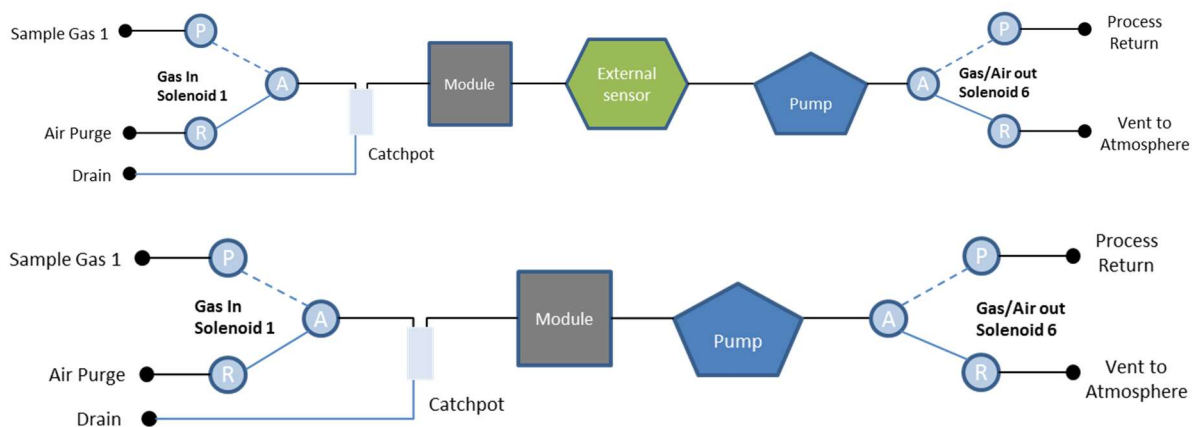 Sample Gas 1
P
Process
Return
Gas In
Solenoid 1
A
Module
External
sensor
Pump
A
Gas/Air out
Solenoid 6
P
Air Purge
R
R
Vent to
Atmosphere
Catchpot
Drain
Sample Gas 1
P
P
Process
Return
Gas In
Solenoid 1
A
Module
Pump
A
Gas/Air out
Solenoid 6
Air Purge
R
R
Vent to
Atmosphere
Catchpot
Drain